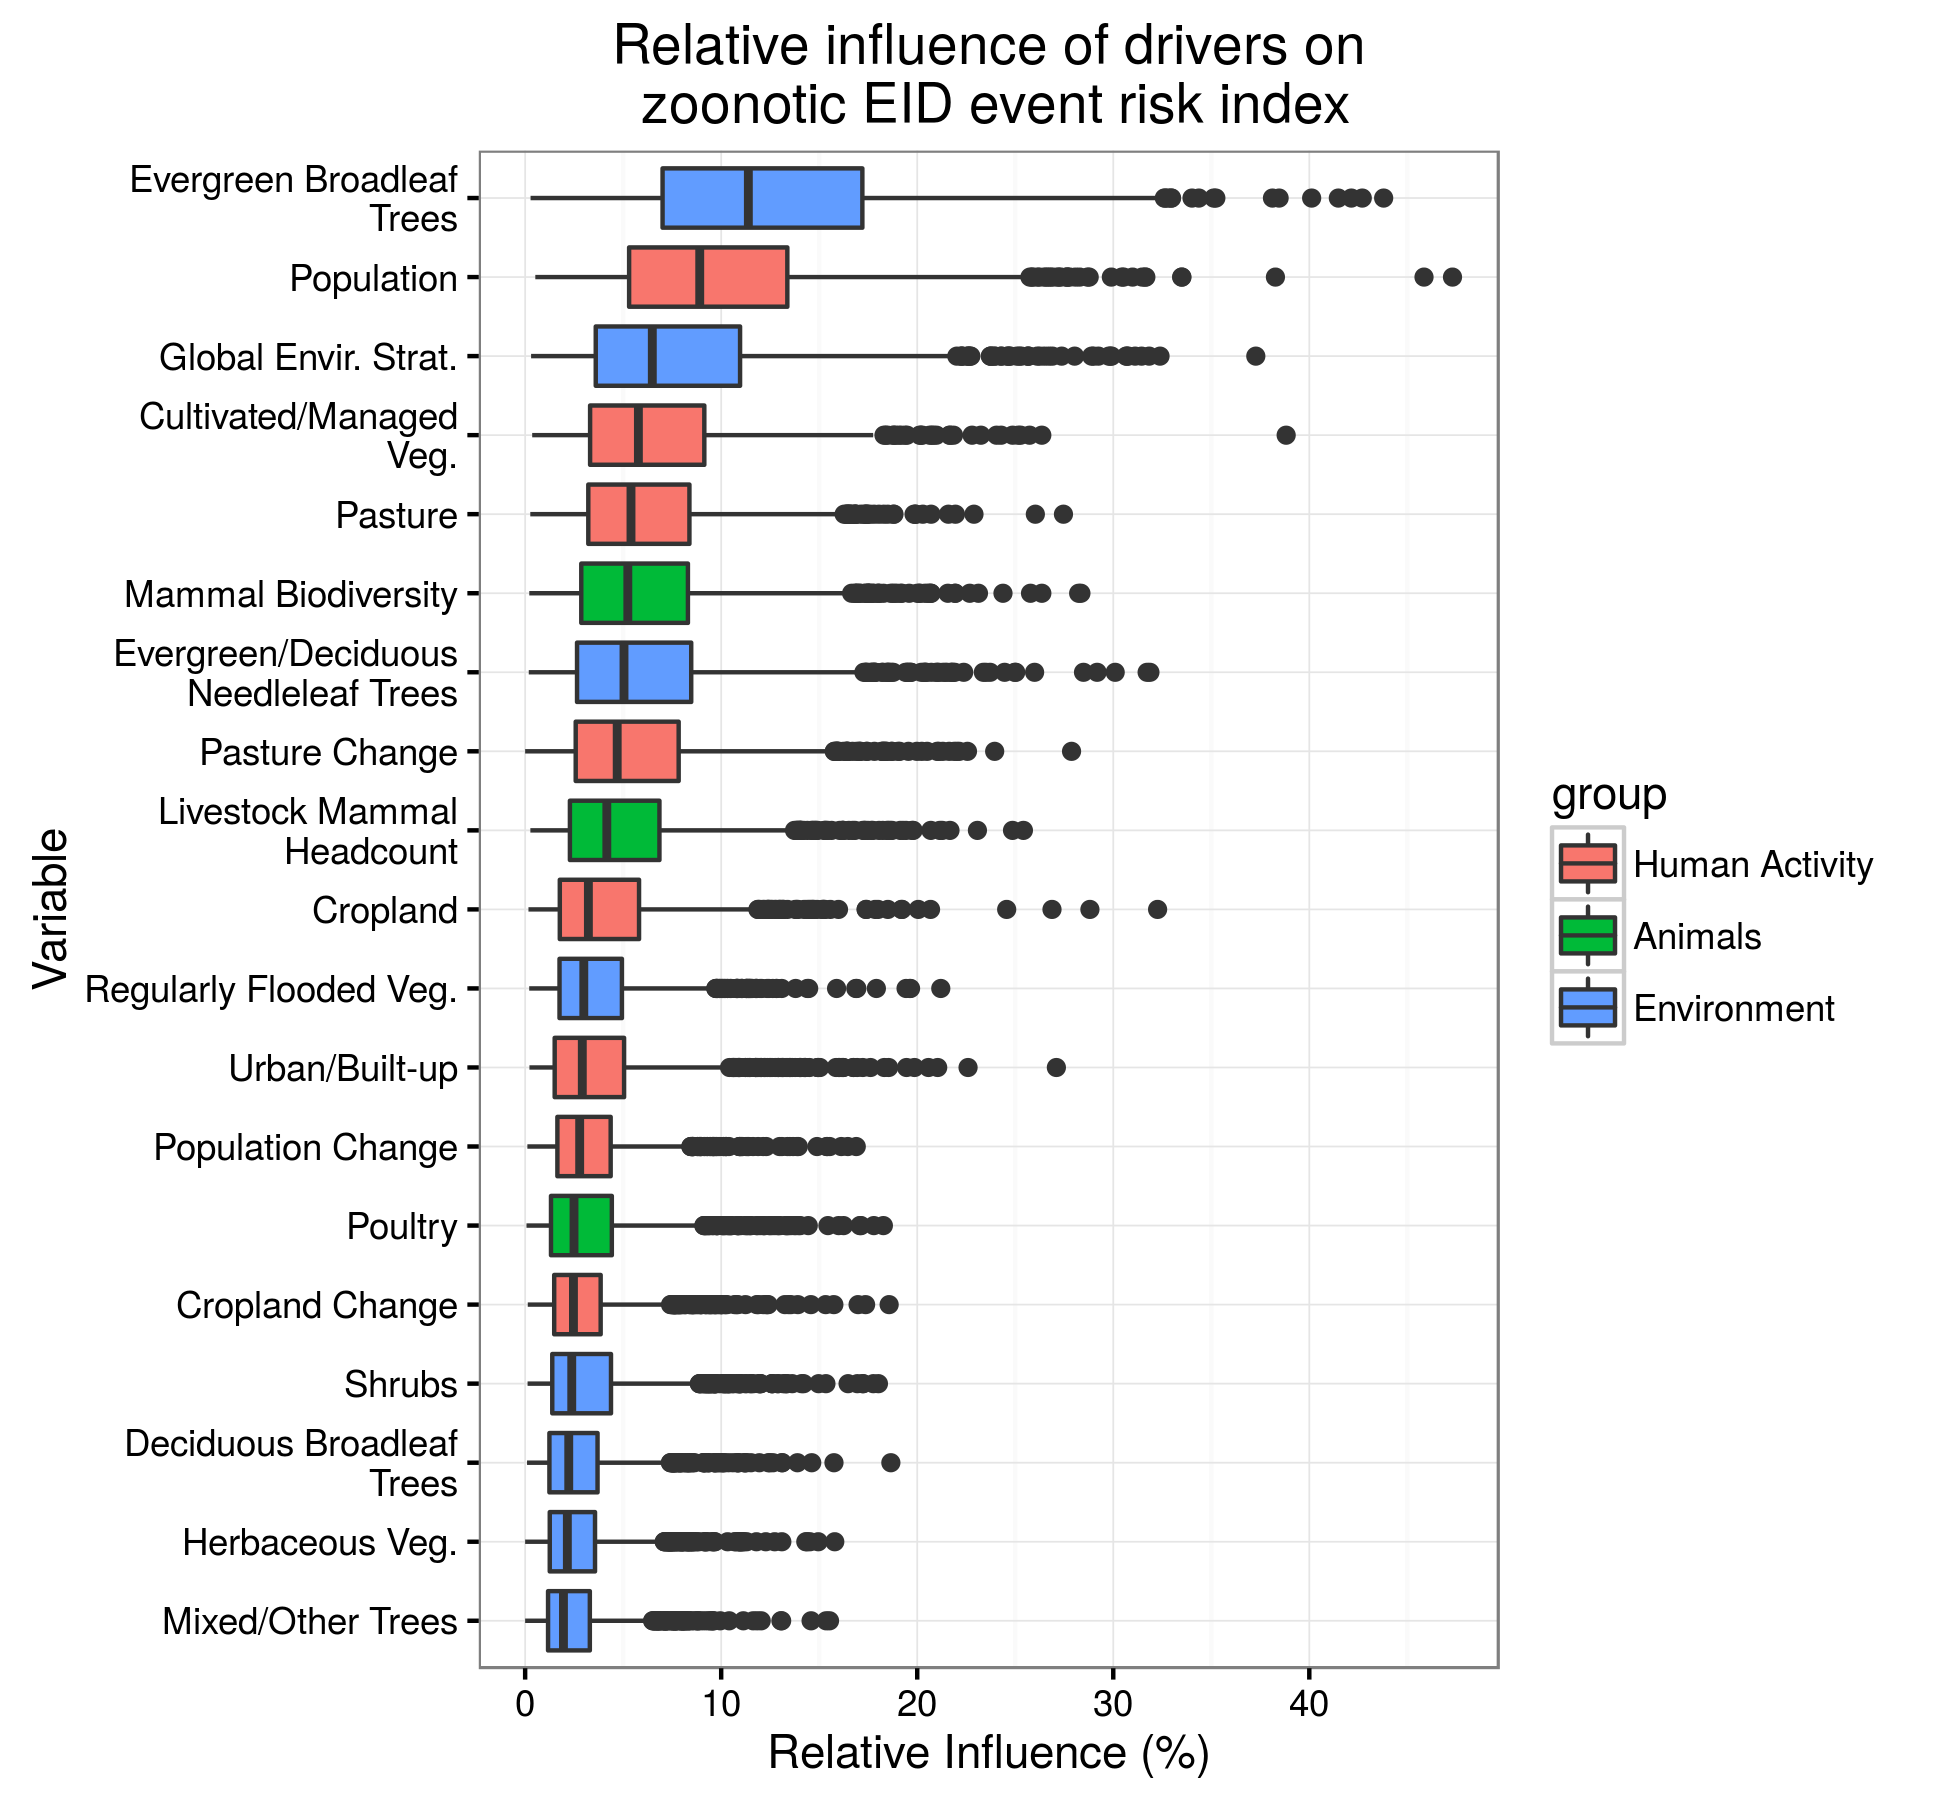 Relative influence of drivers on
zoonotic EID event risk index
Evergreen Broadleaf
Trees
Population
Global Envir. Strat.
Cultivated/Managed
Veg.
Pasture
Mammal Biodiversity
Evergreen/Deciduous
Needleleaf Trees
Pasture Change
Livestock Mammal
Headcount
Cropland
Regularly Flooded Veg.
Urban/Built-up
Population Change
Poultry
Cropland Change
Shrubs
Deciduous Broadleaf
Trees
Herbaceous Veg.
Mixed/Other Trees
Variable
0 10 20 30 40
Relative Influence (%)
group
Human Activity
Animals
Environment